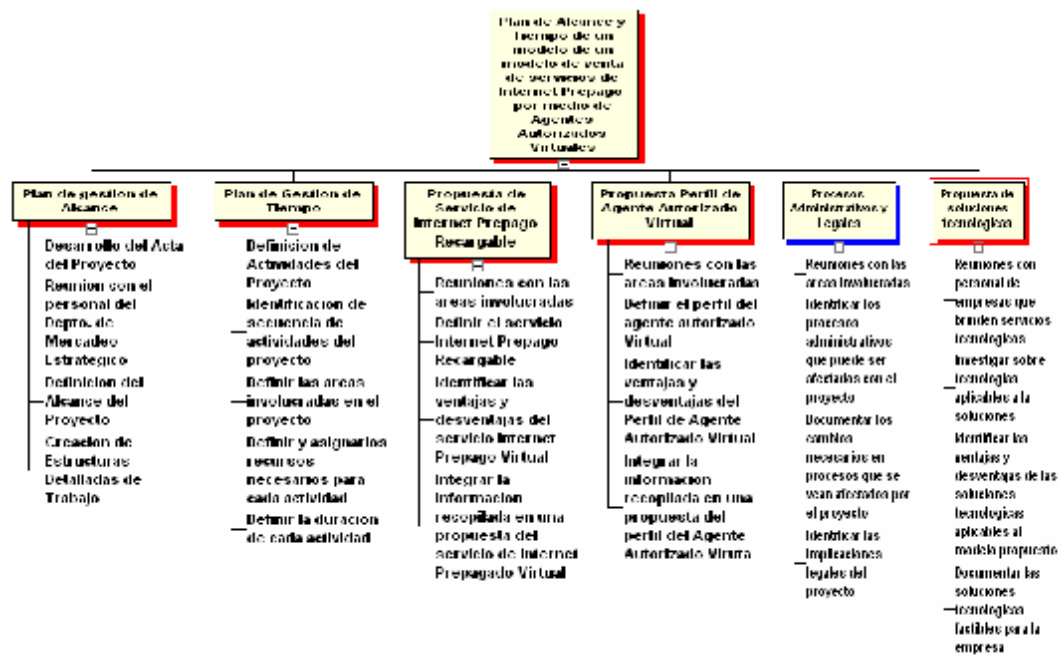 Plan de Alcance y
Tiempo de un
modelo de un
modelo de venta
de servicios de
Internet Prepago
por medio de
Agentes
Autorizados
Virtuales
Plan de gestion de
Alcance
Desarrollo del Acta
del Proyecto
Reunion con el
personal del
Depto. de
Mercadeo
Estrategico
Definicion del
Alcance del
Proyecto
Creacion de
Estructuras
Detalladas de
Trabajo
Plan de Gestion de
Tiempo
Definicion de
Actividades del
Proyecto
Identificacion de
secuencia de
actividades del
proyecto
Definir las areas
involucradas en el
proyecto
Definir y asignarlos
recursos
necesarios para
cada actividad
Definir la duracion
de cada actividad
Propuesta de
Servicio de
Internet Prepago
Recargable
Reuniones con las
areas involucradas
Definir el servicio
Internet Prepago
Recargable
Identificar las
ventajas y
desventajas del
servicio Internet
Prepago Virtual
Integrar la
informacion
recopilada en una
propuesta del
servicio de Internet
Prepagado Virtual
Propuesta Perfil de
Agente Autorizado
Virtual
Reuniones con las
areas involucradas
Definir el perfil del
agente autorizado
Virtual
Identificar las
ventajas y
desventajas del
Perfil de Agente
Autorizado Virtual
Integrar la
informacion
recopilada en una
propuesta del
perfil del Agente
Autorizado Viruta
Procesos
Administrativos y
Legales
Reuniones con las
areas involucradas
Identificar los
procesos
administrativos
que puede ser
afectados con el
proyecto
Documentar los
cambios
necesarios en
procesos que se
vean afectados por
el proyecto
Identificar las
implicaciones
legales del
proyecto
Propuesta de
soluciones
tecnologicas
Reuniones con
personal de
empresas que
brinden servicios
tecnologicos
Investigar sobre
tecnologias
aplicables a la
soluciones
Identificar las
ventajas y
desventajas de las
soluciones
tecnologicas
aplicables al
modelo propuesto
Documentar las
soluciones
tecnologicas
factibles para la
empresa